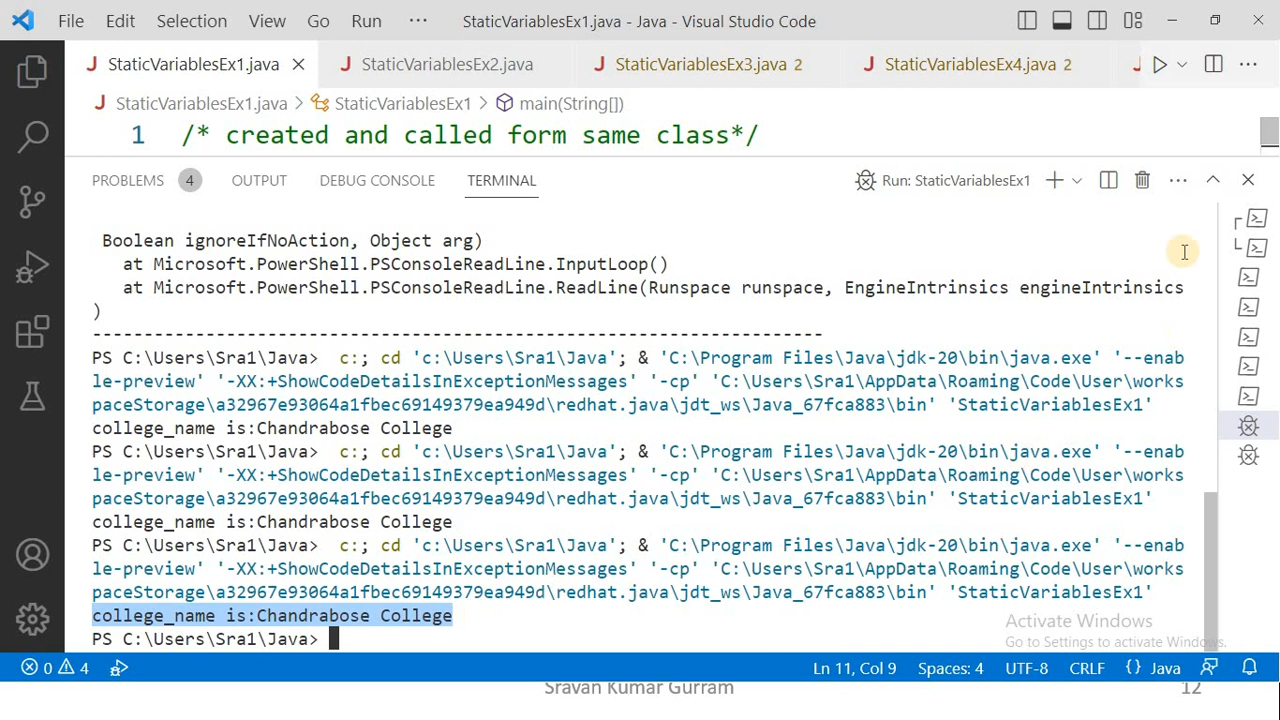 File Edit Selection View Go Run ··· StaticVariablesEx1.java - Java - Visual Studio Code
StaticVariablesEx1.java StaticVariablesEx2.java StaticVariablesEx3.java 2 StaticVariablesEx4.java 2
StaticVariablesEx1.java > StaticVariablesEx1 > main(String[])
1 /* created and called form same class*/
PROBLEMS 4 OUTPUT DEBUG CONSOLE TERMINAL Run: StaticVariablesEx1
Boolean ignoreIfNoAction, Object arg)
at Microsoft.PowerShell.PSConsoleReadLine.InputLoop()
at Microsoft.PowerShell.PSConsoleReadLine.ReadLine(Runspace runspace, EngineIntrinsics engineIntrinsics
)
-----------------------------------------------------------------------
PS C:\Users\Sra1\Java>  c:; cd 'c:\Users\Sra1\Java'; & 'C:\Program Files\Java\jdk-20\bin\java.exe' '--enab
le-preview' '-XX:+ShowCodeDetailsInExceptionMessages' '-cp' 'C:\Users\Sra1\AppData\Roaming\Code\User\works
paceStorage\a32967e93064a1fbec69149379ea949d\redhat.java\jdt_ws\Java_67fca883\bin' 'StaticVariablesEx1'
college_name is:Chandrabose College
PS C:\Users\Sra1\Java>  c:; cd 'c:\Users\Sra1\Java'; & 'C:\Program Files\Java\jdk-20\bin\java.exe' '--enab
le-preview' '-XX:+ShowCodeDetailsInExceptionMessages' '-cp' 'C:\Users\Sra1\AppData\Roaming\Code\User\works
paceStorage\a32967e93064a1fbec69149379ea949d\redhat.java\jdt_ws\Java_67fca883\bin' 'StaticVariablesEx1'
college_name is:Chandrabose College
PS C:\Users\Sra1\Java>  c:; cd 'c:\Users\Sra1\Java'; & 'C:\Program Files\Java\jdk-20\bin\java.exe' '--enab
le-preview' '-XX:+ShowCodeDetailsInExceptionMessages' '-cp' 'C:\Users\Sra1\AppData\Roaming\Code\User\works
paceStorage\a32967e93064a1fbec69149379ea949d\redhat.java\jdt_ws\Java_67fca883\bin' 'StaticVariablesEx1'
college_name is:Chandrabose College
PS C:\Users\Sra1\Java>
Activate Windows
Go to Settings to activate Windows.
0 4 Ln 11, Col 9 Spaces: 4 UTF-8 CRLF {} Java
Sravan Kumar Gurram 12